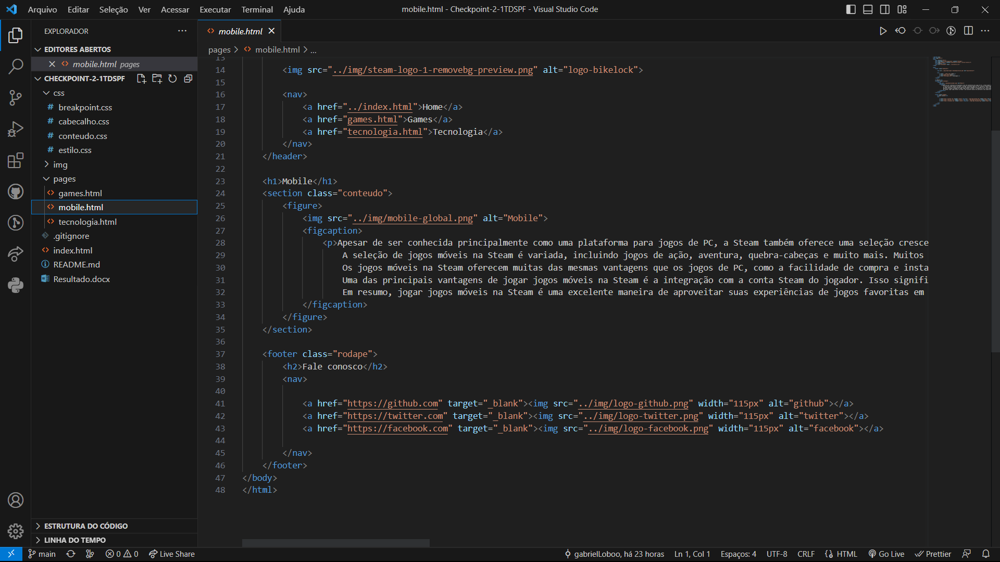 Arquivo Editar Seleção Ver Acessar Executar Terminal Ajuda
mobile.html - Checkpoint-2-1TDSPF - Visual Studio Code
EXPLORADOR
EDITORES ABERTOS
mobile.html pages
CHECKPOINT-2-1TDSPF
css
breakpoint.css
cabecalho.css
conteudo.css
estilo.css
img
pages
games.html
mobile.html
tecnologia.html
.gitignore
index.html
README.md
Resultado.docx
ESTRUTURA DO CÓDIGO
LINHA DO TEMPO
mobile.html
pages > mobile.html > ...
13
14 <img src="../img/steam-logo-1-removebg-preview.png" alt="logo-bikelock">
15
16 <nav>
17 <a href="../index.html">Home</a>
18 <a href="games.html">Games</a>
19 <a href="tecnologia.html">Tecnologia</a>
20 </nav>
21 </header>
22
23 <h1>Mobile</h1>
24 <section class="conteudo">
25 <figure>
26 <img src="../img/mobile-global.png" alt="Mobile">
27 <figcaption>
28 <p>Apesar de ser conhecida principalmente como uma plataforma para jogos de PC, a Steam também oferece uma seleção cresce
29 A seleção de jogos móveis na Steam é variada, incluindo jogos de ação, aventura, quebra-cabeças e muito mais. Muitos
30 Os jogos móveis na Steam oferecem muitas das mesmas vantagens que os jogos de PC, como a facilidade de compra e insta
31 Uma das principais vantagens de jogar jogos móveis na Steam é a integração com a conta Steam do jogador. Isso signifi
32 Em resumo, jogar jogos móveis na Steam é uma excelente maneira de aproveitar suas experiências de jogos favoritas em
33 </figcaption>
34 </figure>
35 </section>
36
37 <footer class="rodape">
38 <h2>Fale conosco</h2>
39 <nav>
40
41 <a href="https://github.com" target="_blank"><img src="../img/logo-github.png" width="115px" alt="github"></a>
42 <a href="https://twitter.com" target="_blank"><img src="../img/logo-twitter.png" width="115px" alt="twitter"></a>
43 <a href="https://facebook.com" target="_blank"><img src="../img/logo-facebook.png" width="115px" alt="facebook"></a>
44
45 </nav>
46 </footer>
47 </body>
48 </html>
main 0 0 Live Share
gabrielLoboo, há 23 horas Ln 1, Col 1 Espaços: 4 UTF-8 CRLF HTML Go Live Prettier